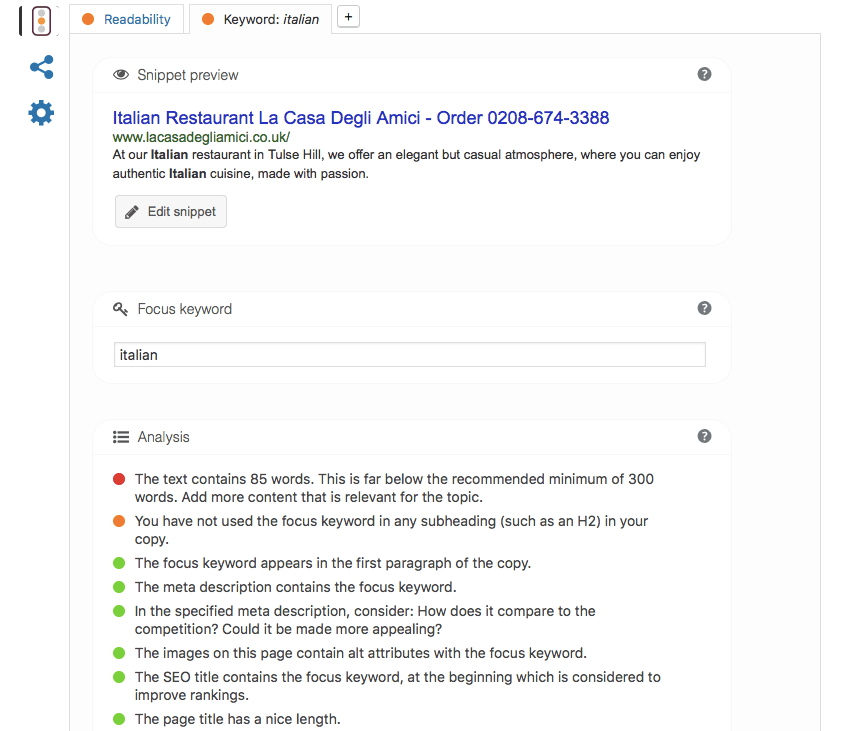 Readability
Keyword: italian
+
Snippet preview
?
Italian Restaurant La Casa Degli Amici - Order 0208-674-3388
www.lacasadegliamici.co.uk/
At our Italian restaurant in Tulse Hill, we offer an elegant but casual atmosphere, where you can enjoy
authentic Italian cuisine, made with passion.
Edit snippet
Focus keyword
?
italian
Analysis
?
The text contains 85 words. This is far below the recommended minimum of 300
words. Add more content that is relevant for the topic.
You have not used the focus keyword in any subheading (such as an H2) in your
copy.
The focus keyword appears in the first paragraph of the copy.
The meta description contains the focus keyword.
In the specified meta description, consider: How does it compare to the
competition? Could it be made more appealing?
The images on this page contain alt attributes with the focus keyword.
The SEO title contains the focus keyword, at the beginning which is considered to
improve rankings.
The page title has a nice length.